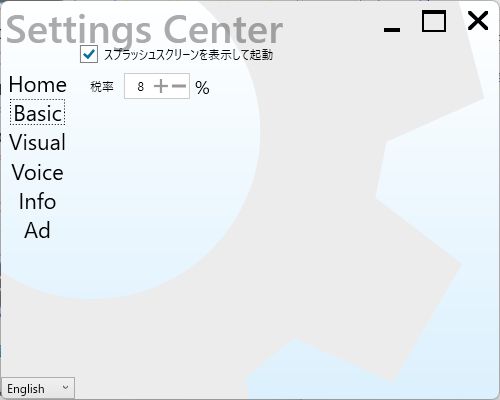 Settings Center
スプラッシュスクリーンを表示して起動
Home
税率 8 %
Basic
Visual
Voice
Info
Ad
English